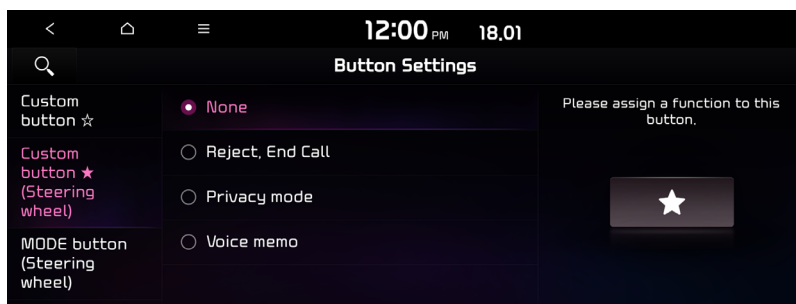 12:00 PM 18.01
Button Settings
Custom
button ☆
Custom
button ★
(Steering
wheel)
MODE button
(Steering
wheel)
None
Reject, End Call
Privacy mode
Voice memo
Please assign a function to this
button.